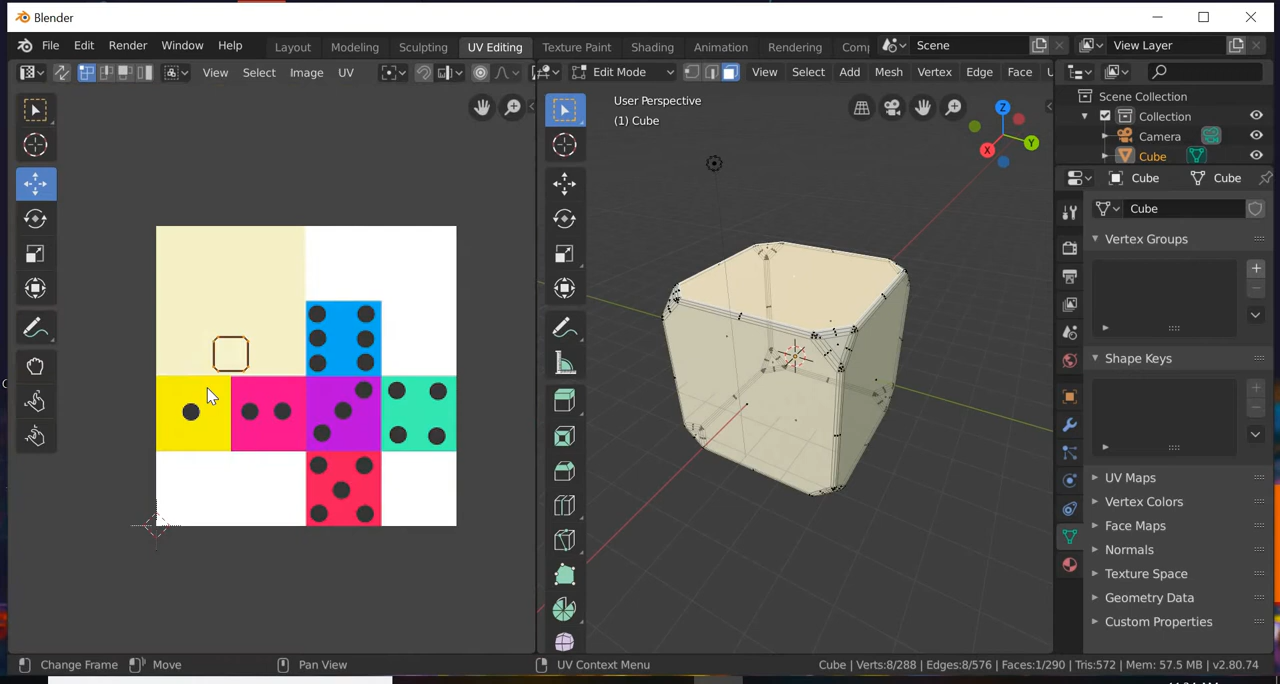 Blender
File Edit Render Window Help Layout Modeling Sculpting UV Editing Texture Paint Shading Animation Rendering Comp Scene View Layer
View Select Image UV Edit Mode View Select Add Mesh Vertex Edge Face U
User Perspective
(1) Cube
Z
Y
X
Scene Collection
Collection
Camera
Cube
Cube Cube
Cube
Vertex Groups
Shape Keys
UV Maps
Vertex Colors
Face Maps
Normals
Texture Space
Geometry Data
Custom Properties
Change Frame Move Pan View UV Context Menu Cube | Verts:8/288 | Edges:8/576 | Faces:1/290 | Tris:572 | Mem: 57.5 MB | v2.80.74